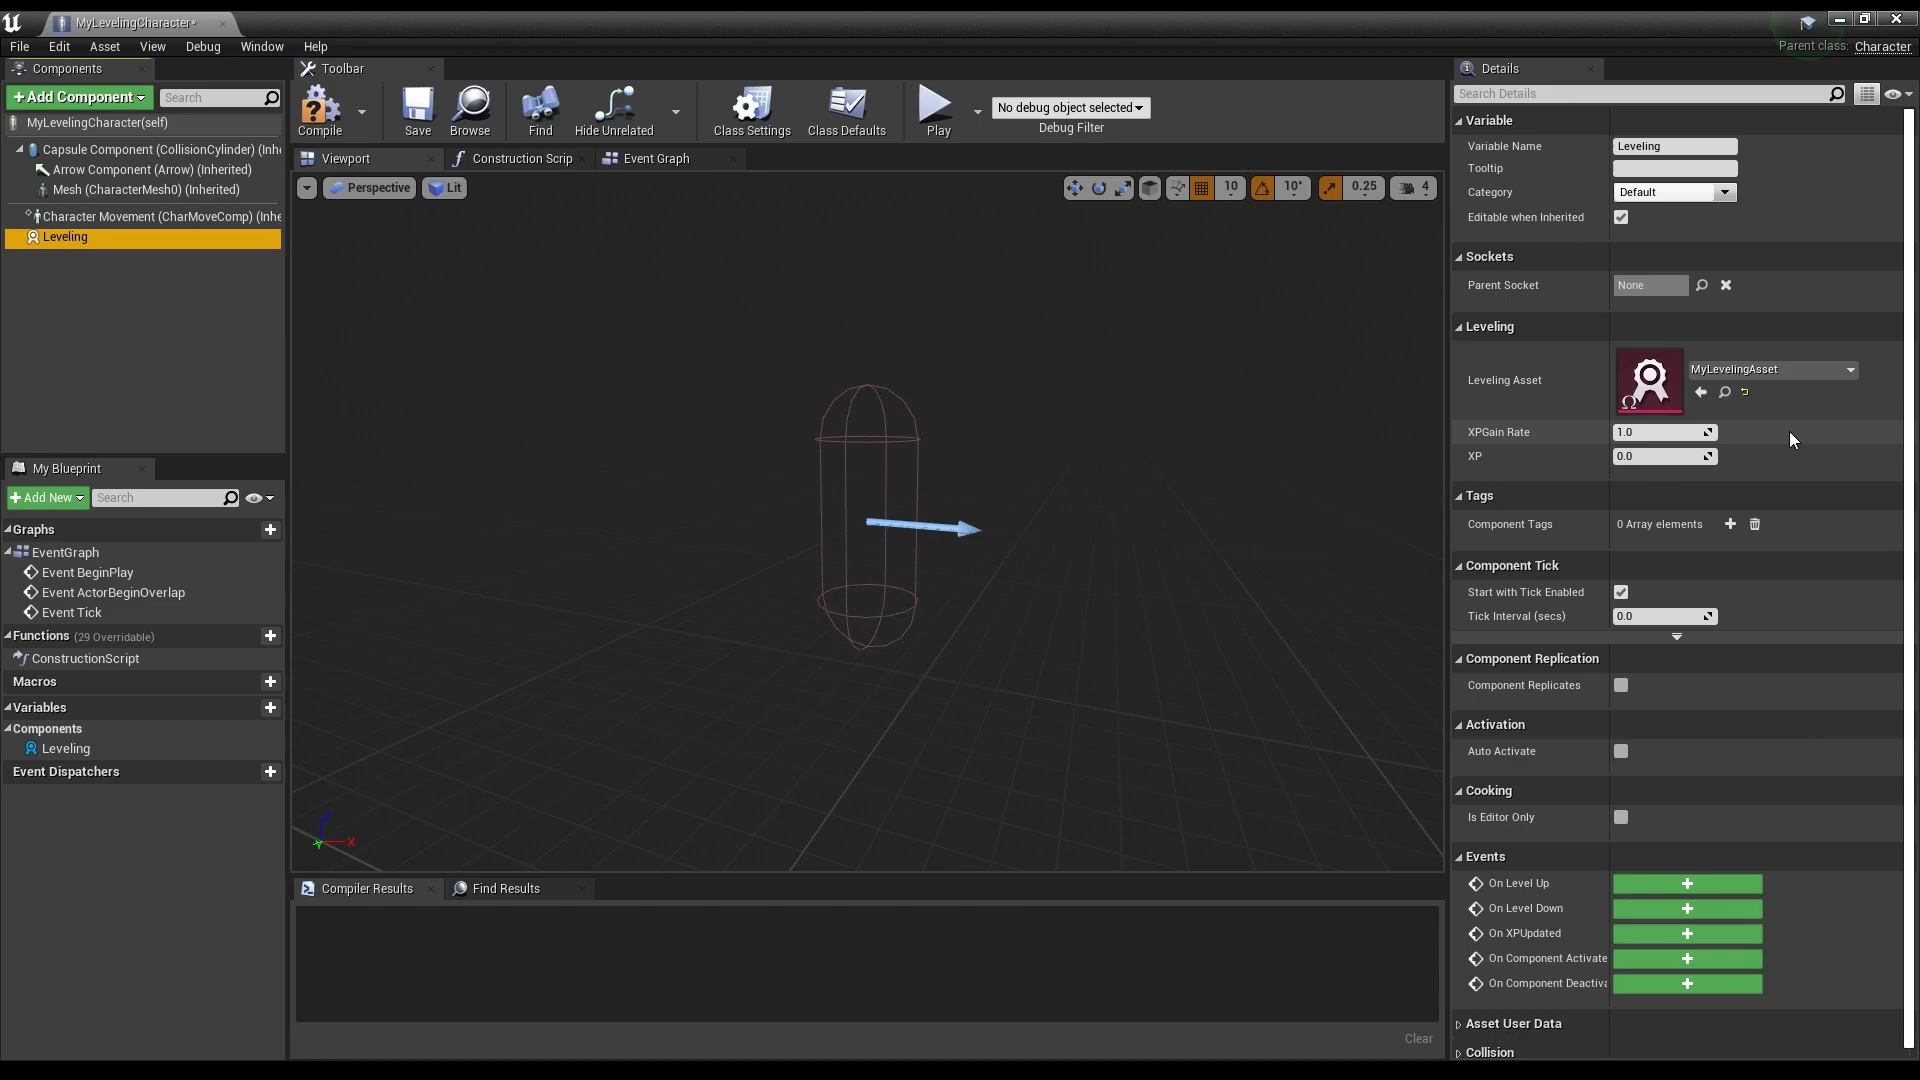 MyLevelingCharacter*
File Edit Asset View Debug Window Help
Parent class: Character
Components
+Add Component
Search
MyLevelingCharacter(self)
Capsule Component (CollisionCylinder) (Inhe
Arrow Component (Arrow) (Inherited)
Mesh (CharacterMesh0) (Inherited)
Character Movement (CharMoveComp) (Inhe
Leveling
My Blueprint
+Add New
Search
Graphs
EventGraph
Event BeginPlay
Event ActorBeginOverlap
Event Tick
Functions (29 Overridable)
ConstructionScript
Macros
Variables
Components
Leveling
Event Dispatchers
Toolbar
Compile
Save
Browse
Find
Hide Unrelated
Class Settings
Class Defaults
Play
No debug object selected
Debug Filter
Viewport
Construction Scrip
Event Graph
Perspective
Lit
10
10°
0.25
4
Z
X
Y
Compiler Results
Find Results
Clear
Details
Search Details
Variable
Variable Name Leveling
Tooltip
Category Default
Editable when Inherited
Sockets
Parent Socket None
Leveling
Leveling Asset MyLevelingAsset
XPGain Rate 1.0
XP 0.0
Tags
Component Tags 0 Array elements
Component Tick
Start with Tick Enabled
Tick Interval (secs) 0.0
Component Replication
Component Replicates
Activation
Auto Activate
Cooking
Is Editor Only
Events
On Level Up
On Level Down
On XPUpdated
On Component Activate
On Component Deactiva
Asset User Data
Collision